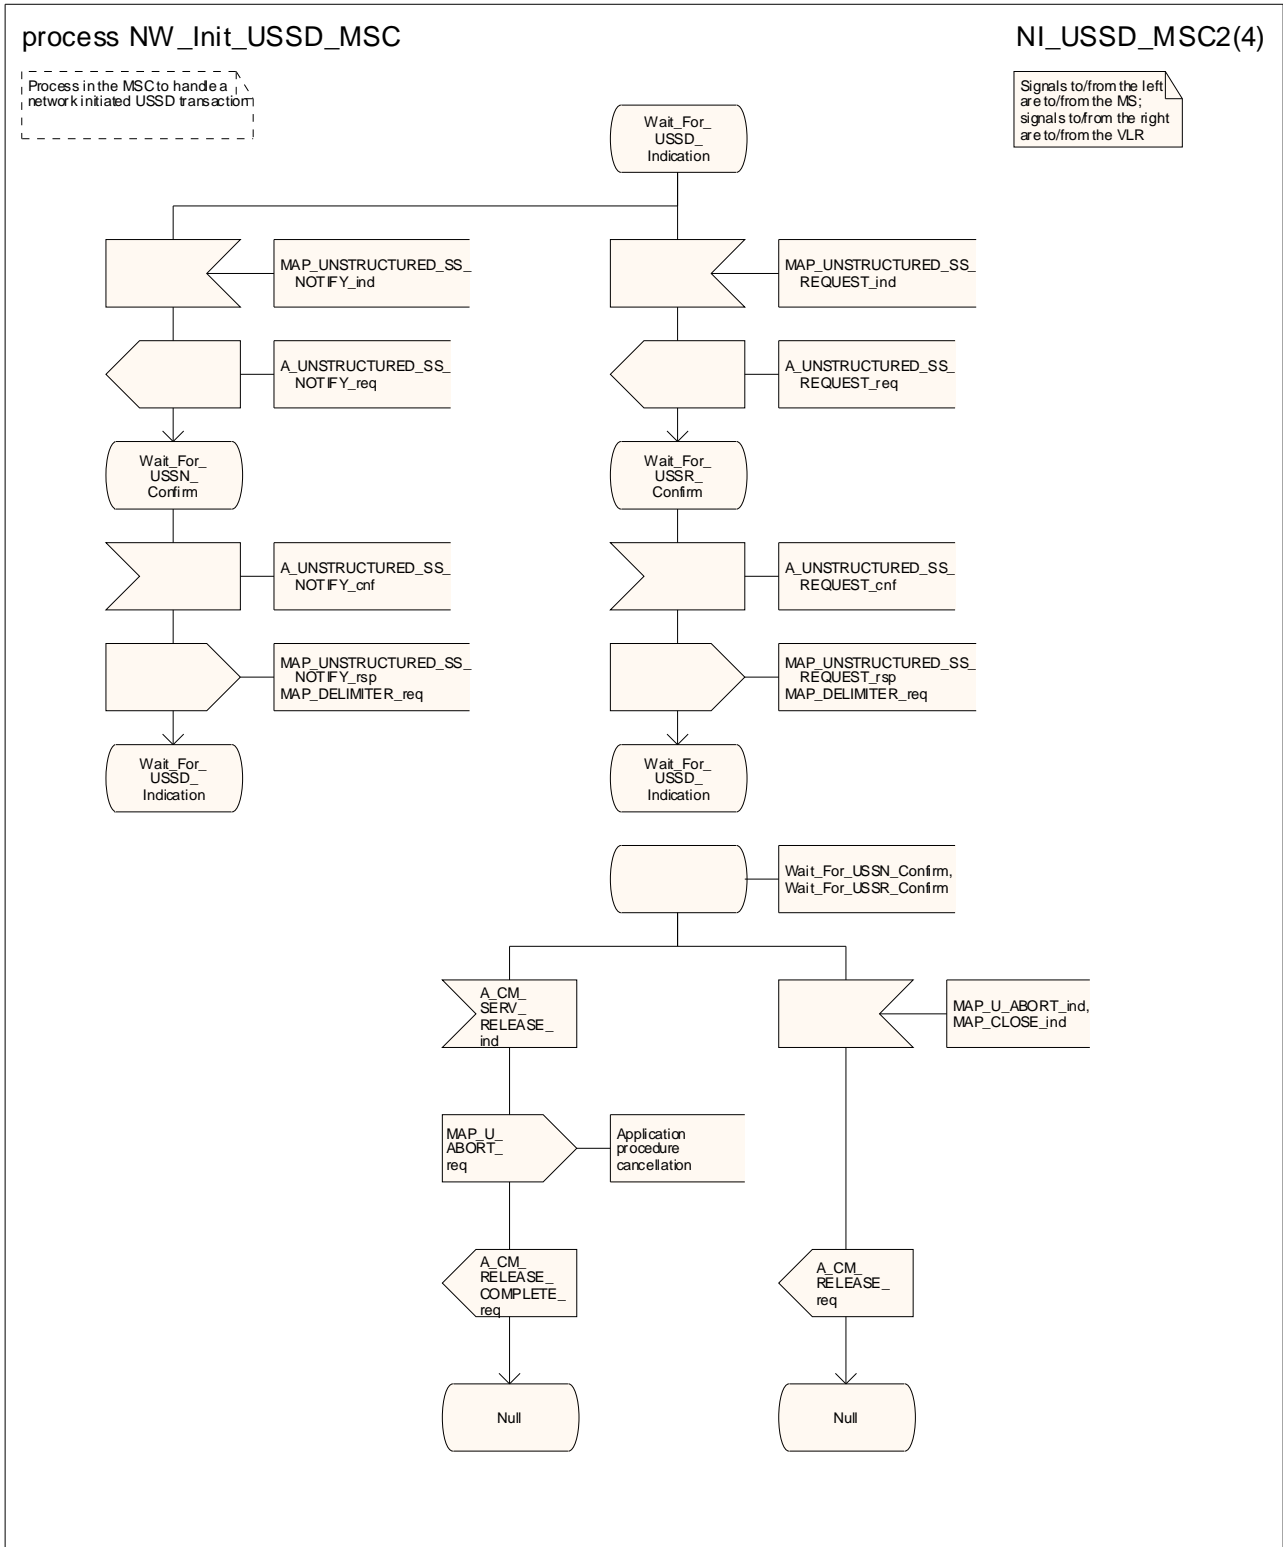 process NW_Init_USSD_MSC
NI_USSD_MSC2(4)
Process in the MSC to handle a
network initiated USSD transaction
Signals to/from the left
are to/from the MS;
signals to/from the right
are to/from the VLR
Wait_For_
USSD_
Indication
MAP_UNSTRUCTURED_SS_
NOTIFY_ind
MAP_UNSTRUCTURED_SS_
REQUEST_ind
A_UNSTRUCTURED_SS_
NOTIFY_req
A_UNSTRUCTURED_SS_
REQUEST_req
Wait_For_
USSN_
Confirm
Wait_For_
USSR_
Confirm
A_UNSTRUCTURED_SS_
NOTIFY_cnf
A_UNSTRUCTURED_SS_
REQUEST_cnf
MAP_UNSTRUCTURED_SS_
NOTIFY_rsp
MAP_DELIMITER_req
MAP_UNSTRUCTURED_SS_
REQUEST_rsp
MAP_DELIMITER_req
Wait_For_
USSD_
Indication
Wait_For_
USSD_
Indication
Wait_For_USSN_Confirm,
Wait_For_USSR_Confirm
A_CM_
SERV_
RELEASE_
ind
MAP_U_ABORT_ind,
MAP_CLOSE_ind
MAP_U_
ABORT_
req
Application
procedure
cancellation
A_CM_
RELEASE_
COMPLETE_
req
A_CM_
RELEASE_
req
Null
Null